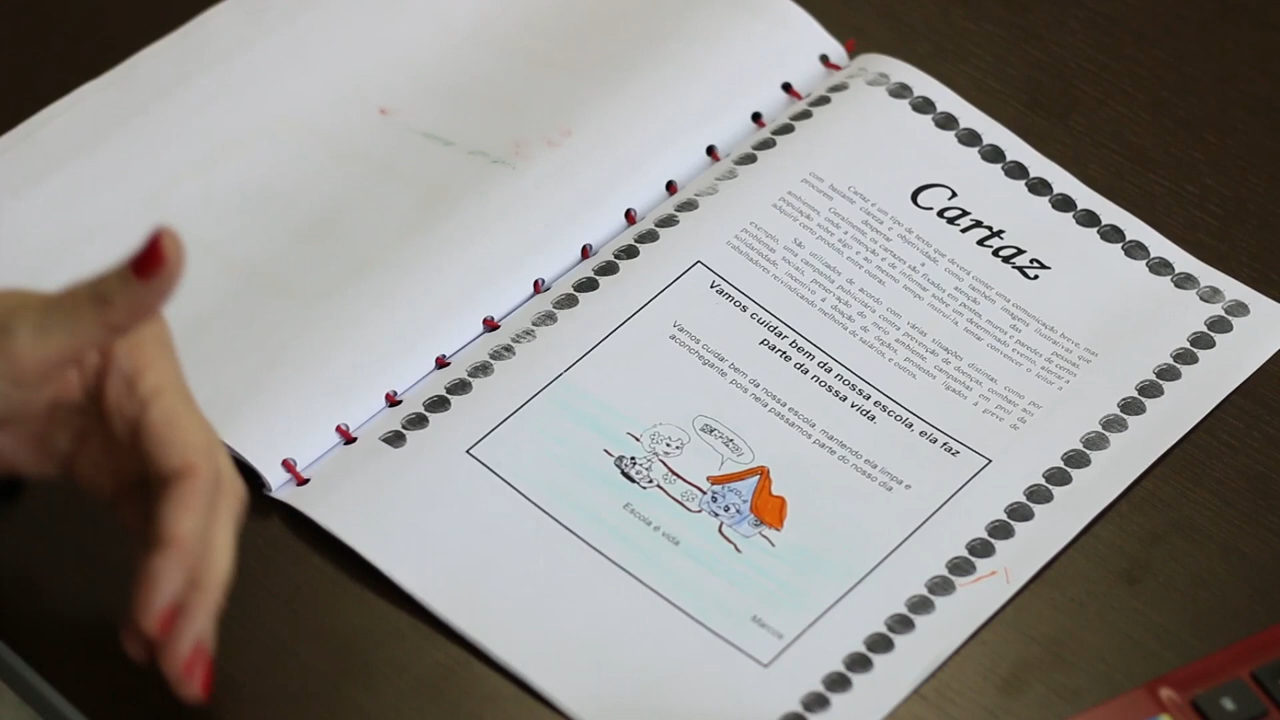 Cartaz
Cartaz é um tipo de texto que deverá conter uma comunicação breve, mas
com bastante clareza e objetividade, como também imagens ilustrativas que
procurem despertar a atenção das pessoas.
Geralmente, os cartazes são fixados em postes, muros e paredes de certos
ambientes, onde a intenção é de informar sobre um determinado evento, alertar a
população sobre algo e ao mesmo tempo instruí-la, tentar convencer o leitor a
adquirir certo produto, entre outras.
São utilizados de acordo com várias situações distintas, como por
exemplo, uma campanha publicitária contra prevenção de doenças, combate aos
problemas sociais, preservação do meio ambiente, campanhas em prol da
solidariedade, incentivo à doação de órgãos, protestos ligados à greve de
trabalhadores reivindicando melhoria de salários, e outros.
Vamos cuidar bem da nossa escola, ela faz
parte da nossa vida.
Vamos cuidar bem da nossa escola, mantendo ela limpa e
aconchegante, pois nela passamos parte do nosso dia
Escola é vida